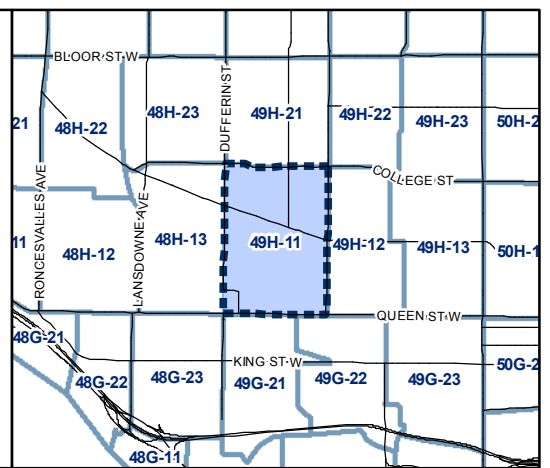 BLOOR ST W
DUFFERIN ST
48H-23
49H-21
49H-22
49H-23
50H-2
21
48H-22
COLLEGE ST
RONCESVALLES AVE
LANSDOWNE AVE
11
48H-12
48H-13
49H-11
49H-12
49H-13
50H-1
QUEEN ST W
48G-21
KING ST W
48G-22
48G-23
49G-21
49G-22
49G-23
50G-2
48G-11